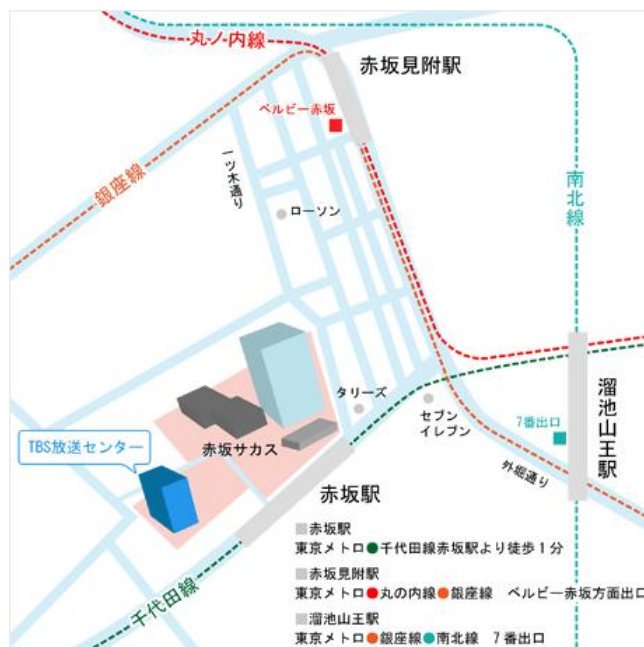 丸ノ内線
赤坂見附駅
ベルビー赤坂
一ツ木通り
銀座線
ローソン
南北線
タリーズ
セブン
イレブン
7番出口
溜池山王駅
TBS放送センター
赤坂サカス
外堀通り
赤坂駅
千代田線
赤坂駅
東京メトロ●千代田線赤坂駅より徒歩1分
赤坂見附駅
東京メトロ●丸の内線●銀座線 ベルビー赤坂方面出口
溜池山王駅
東京メトロ●銀座線●南北線 7番出口